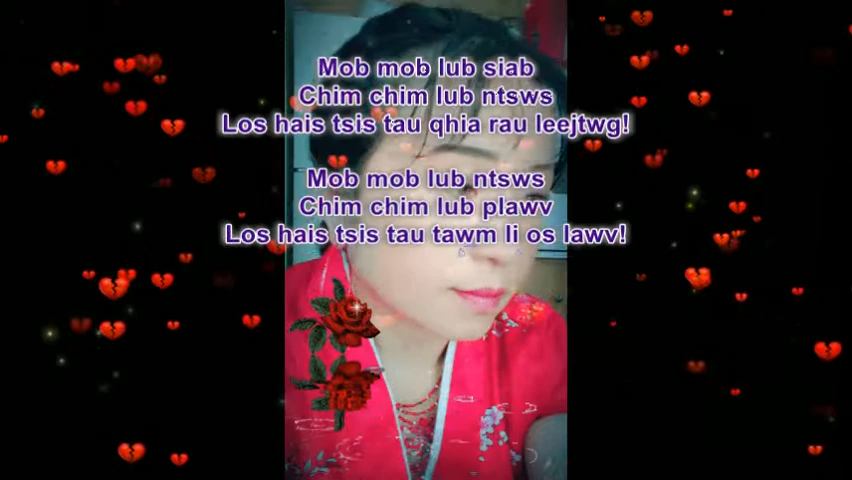 Mob mob lub siab
Chim chim lub ntsws
Los hais tsis tau qhia rau leejtwg!
Mob mob lub ntsws
Chim chim lub plawv
Los hais tsis tau tawm li os lawv!